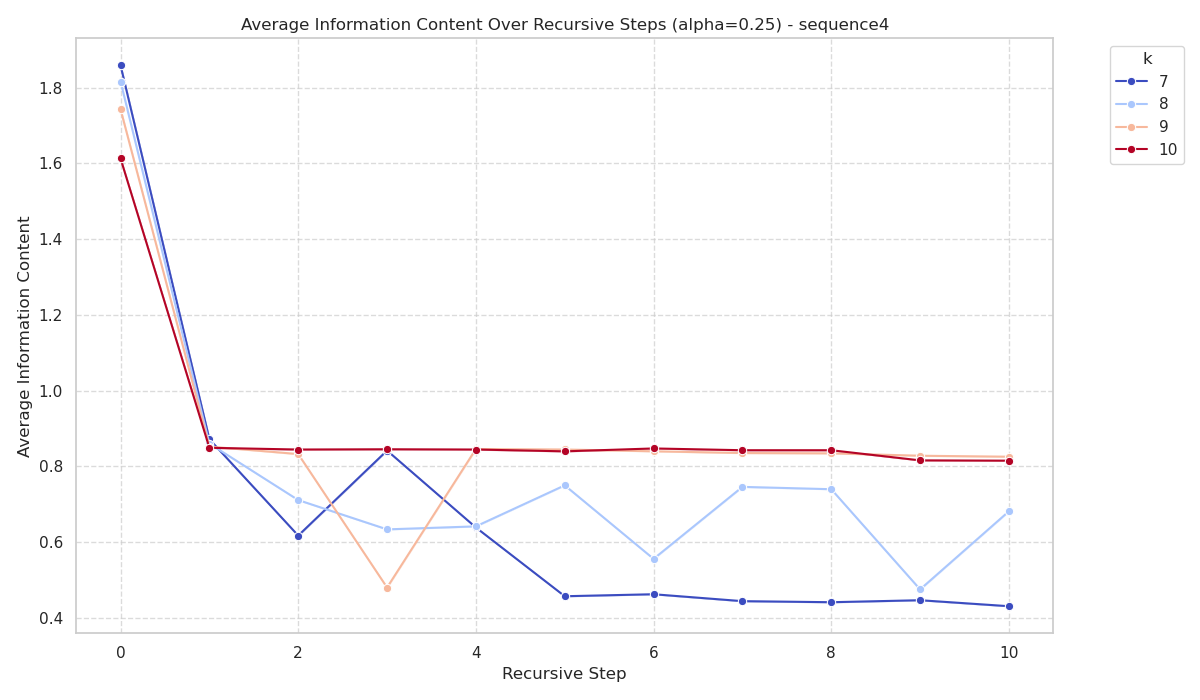 Average Information Content Over Recursive Steps (alpha=0.25) - sequence4
k
7
8
9
10
Average Information Content
1.8
1.6
1.4
1.2
1.0
0.8
0.6
0.4
0 2 4 6 8 10
Recursive Step